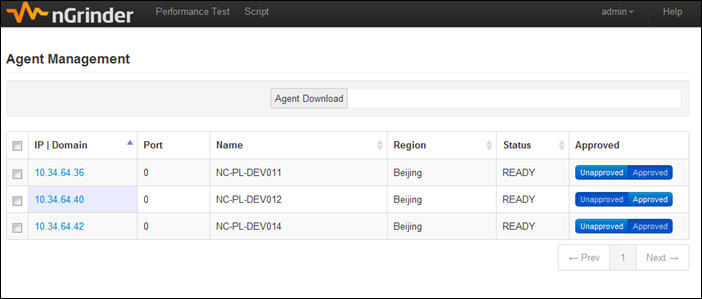 nGrinder Performance Test Script admin Help
Agent Management
Agent Download
IP | Domain Port Name Region Status Approved
10.34.64.36 0 NC-PL-DEV011 Beijing READY Unapproved Approved
10.34.64.40 0 NC-PL-DEV012 Beijing READY Unapproved Approved
10.34.64.42 0 NC-PL-DEV014 Beijing READY Unapproved Approved
← Prev 1 Next →